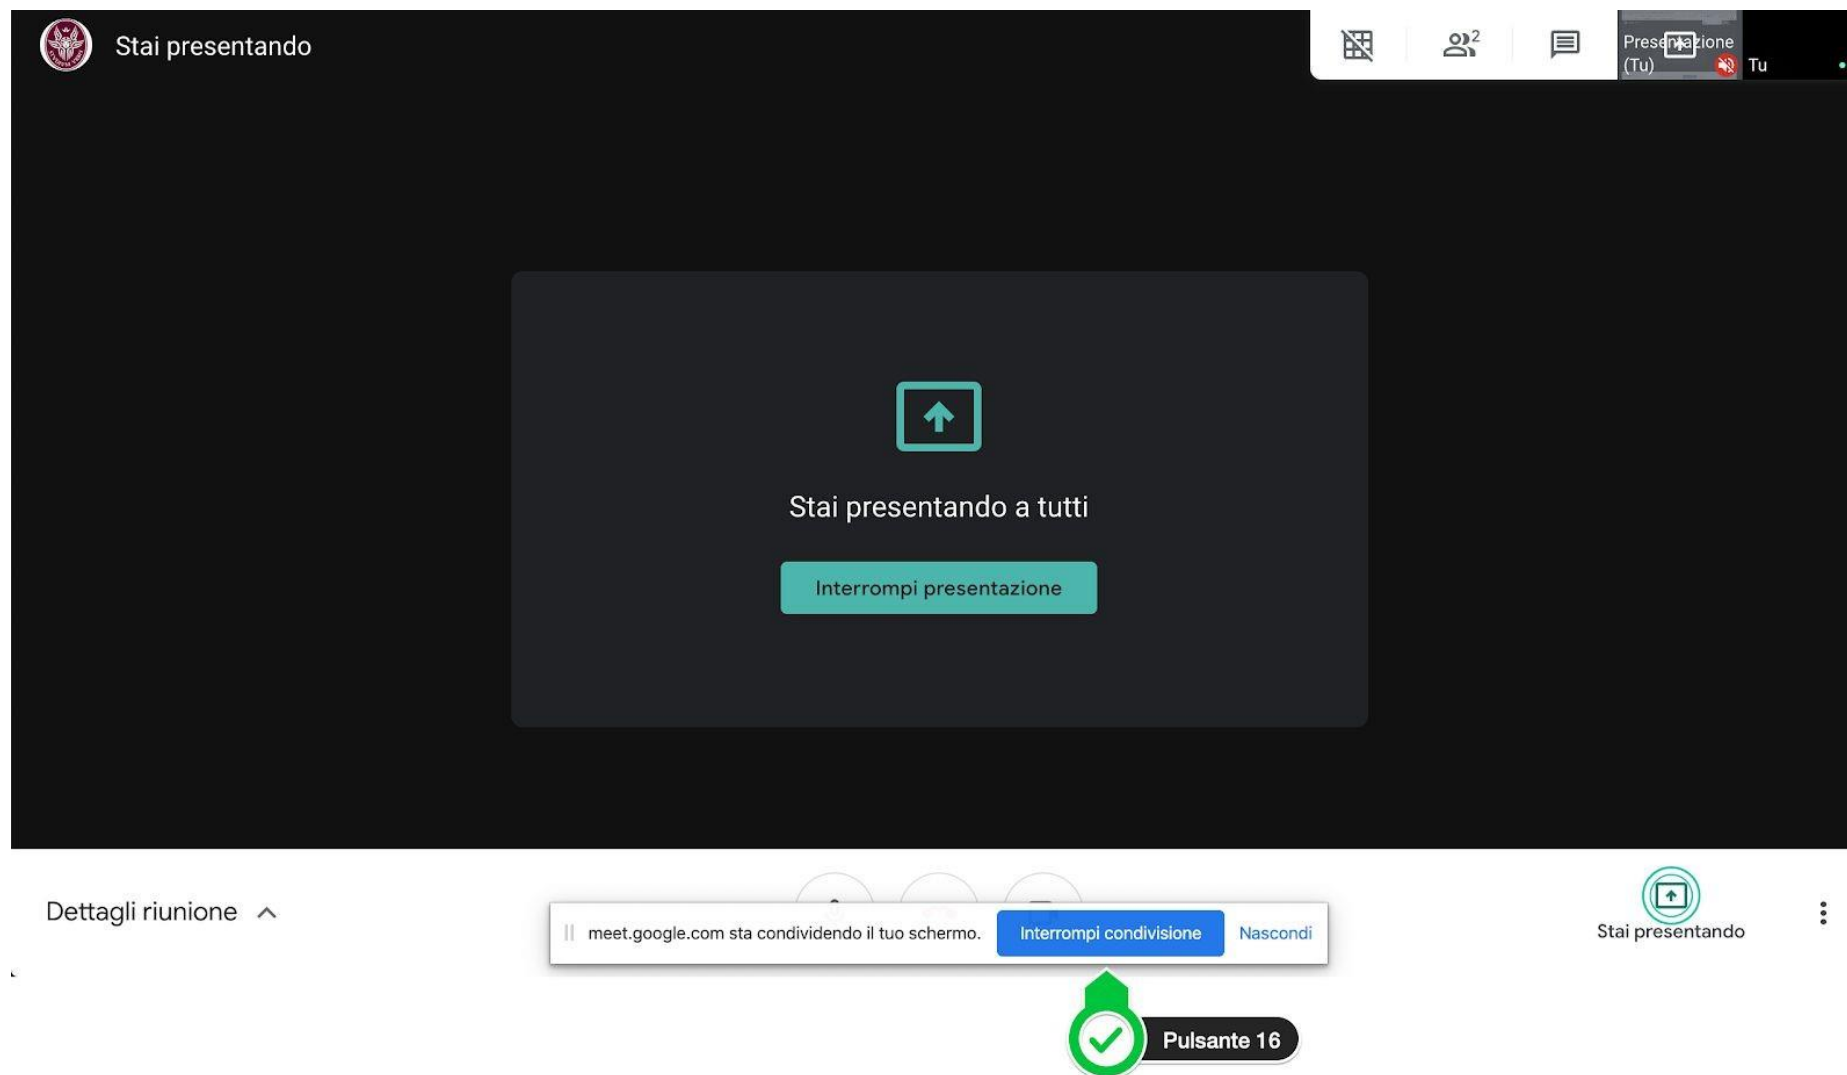 Stai presentando
2
Presentazione
(Tu)
Tu
Stai presentando a tutti
Interrompi presentazione
Dettagli riunione
meet.google.com sta condividendo il tuo schermo.
Interrompi condivisione
Nascondi
Stai presentando
Pulsante 16